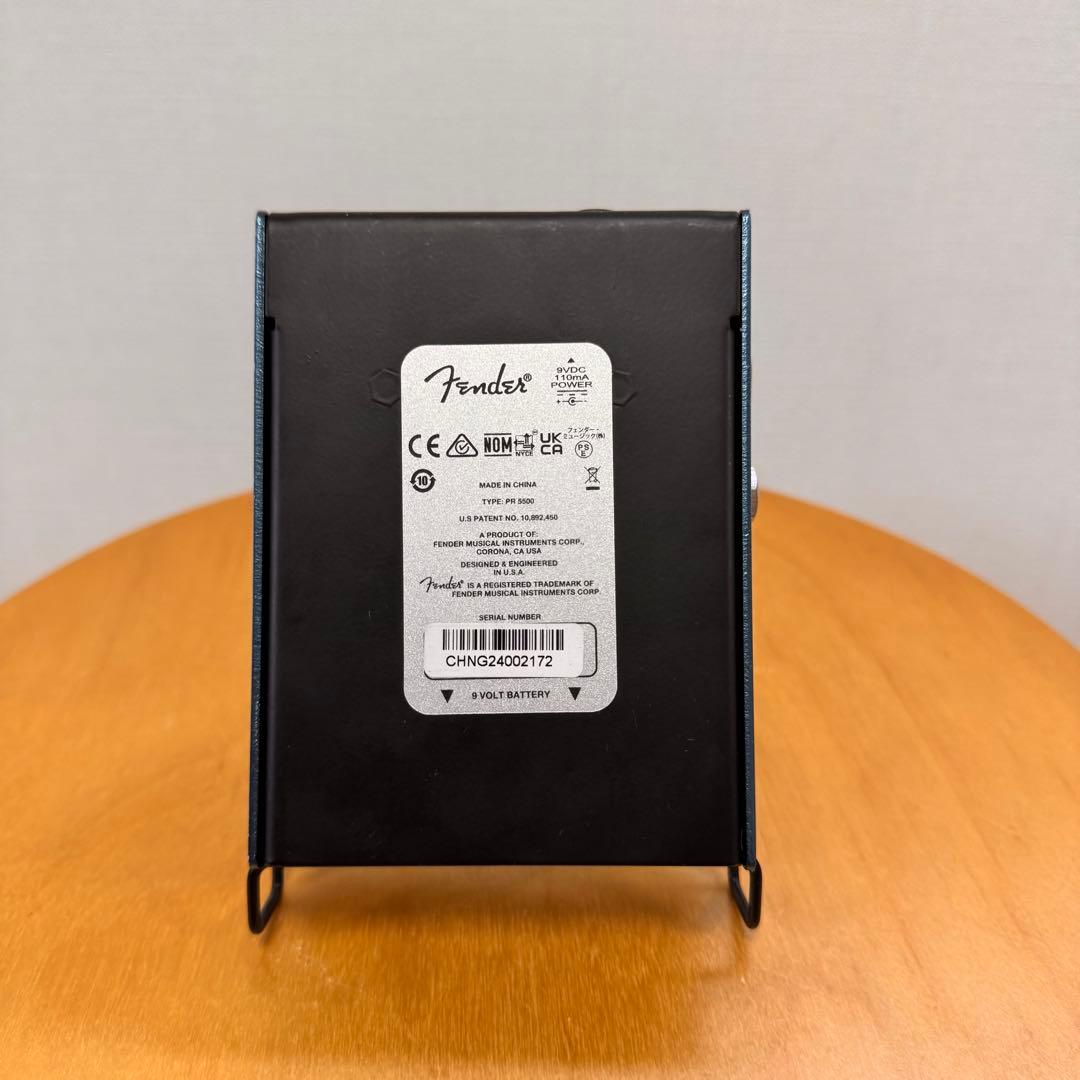 Fender®
9VDC
110mA
POWER
CE NOM NYCE UK CA
フェンダー・
ミュージック(株)
PS
E
10
MADE IN CHINA
TYPE: PR 5500
U.S PATENT NO. 10,892,450
A PRODUCT OF:
FENDER MUSICAL INSTRUMENTS CORP.,
CORONA, CA USA
DESIGNED & ENGINEERED
IN U.S.A.
Fender® IS A REGISTERED TRADEMARK OF
FENDER MUSICAL INSTRUMENTS CORP
SERIAL NUMBER
CHNG24002172
9 VOLT BATTERY